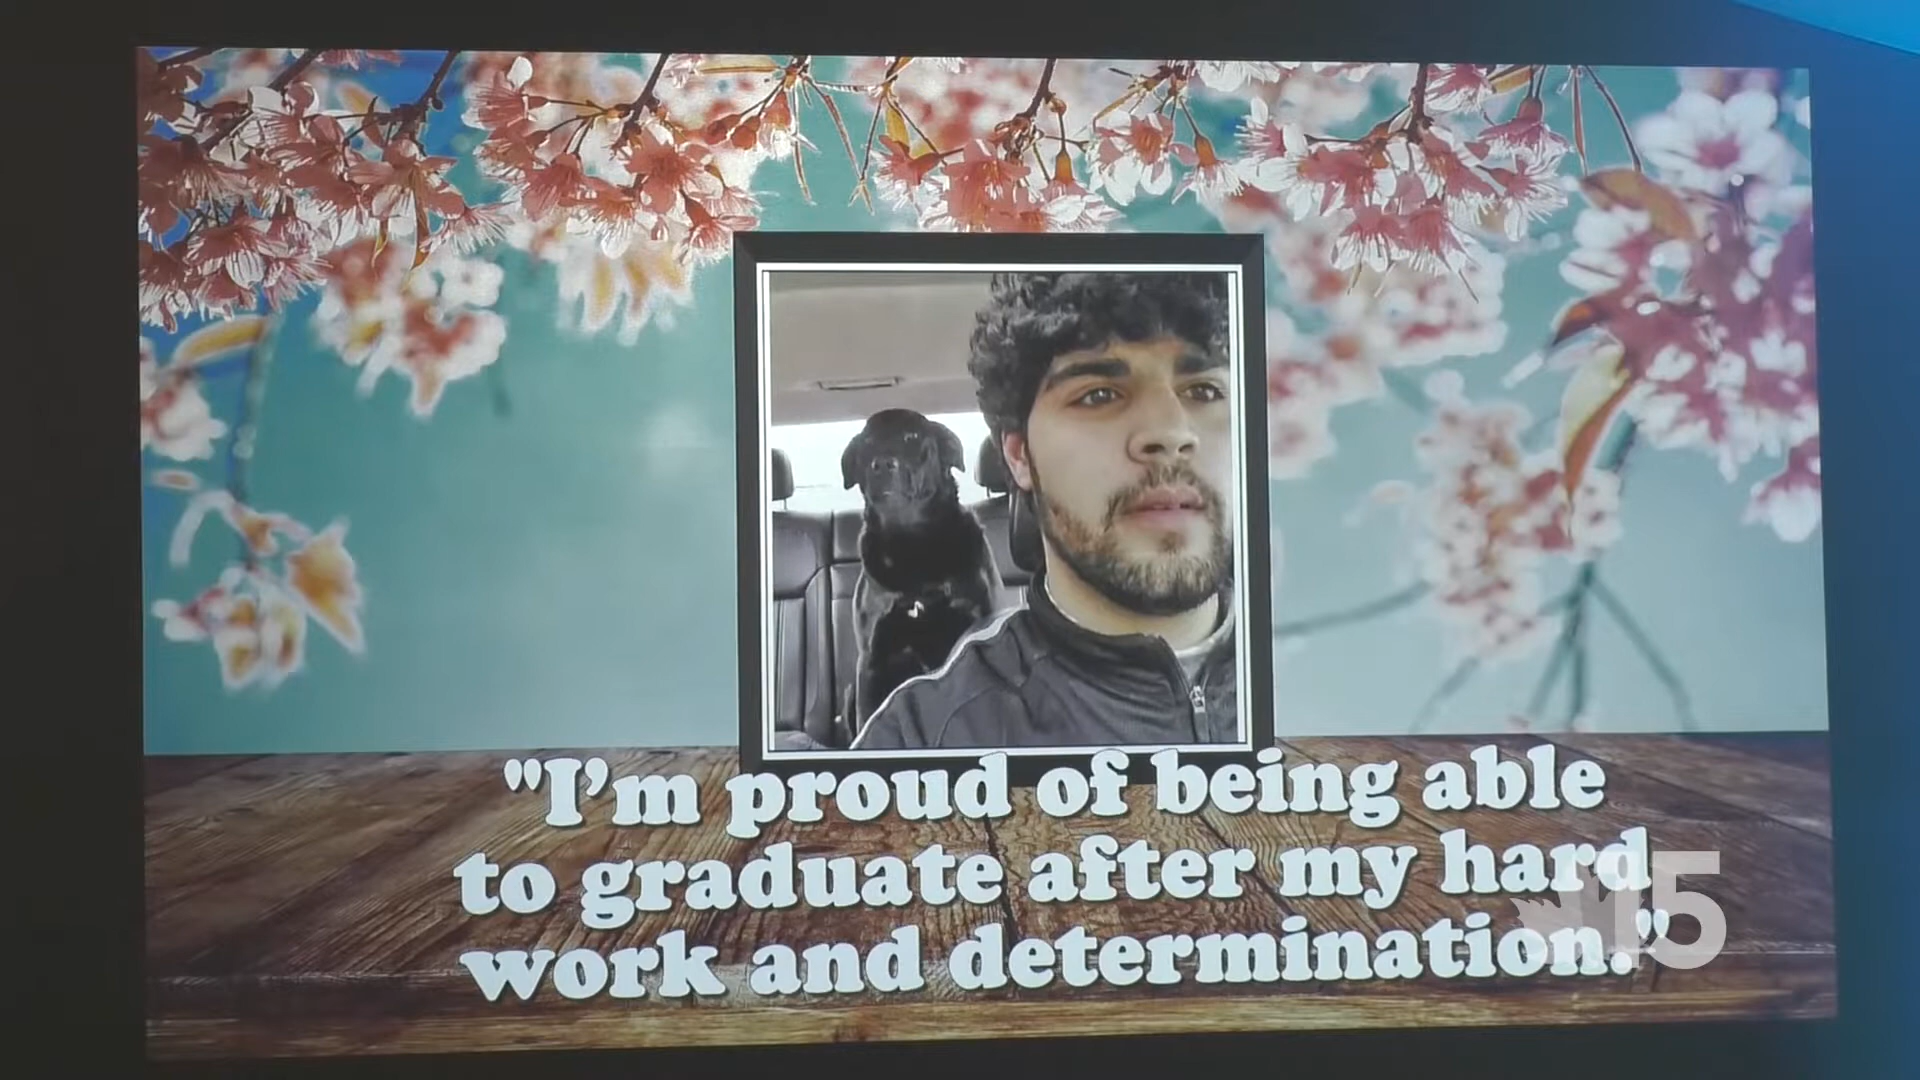 "I’m proud of being able
to graduate after my hard
work and determination."
15